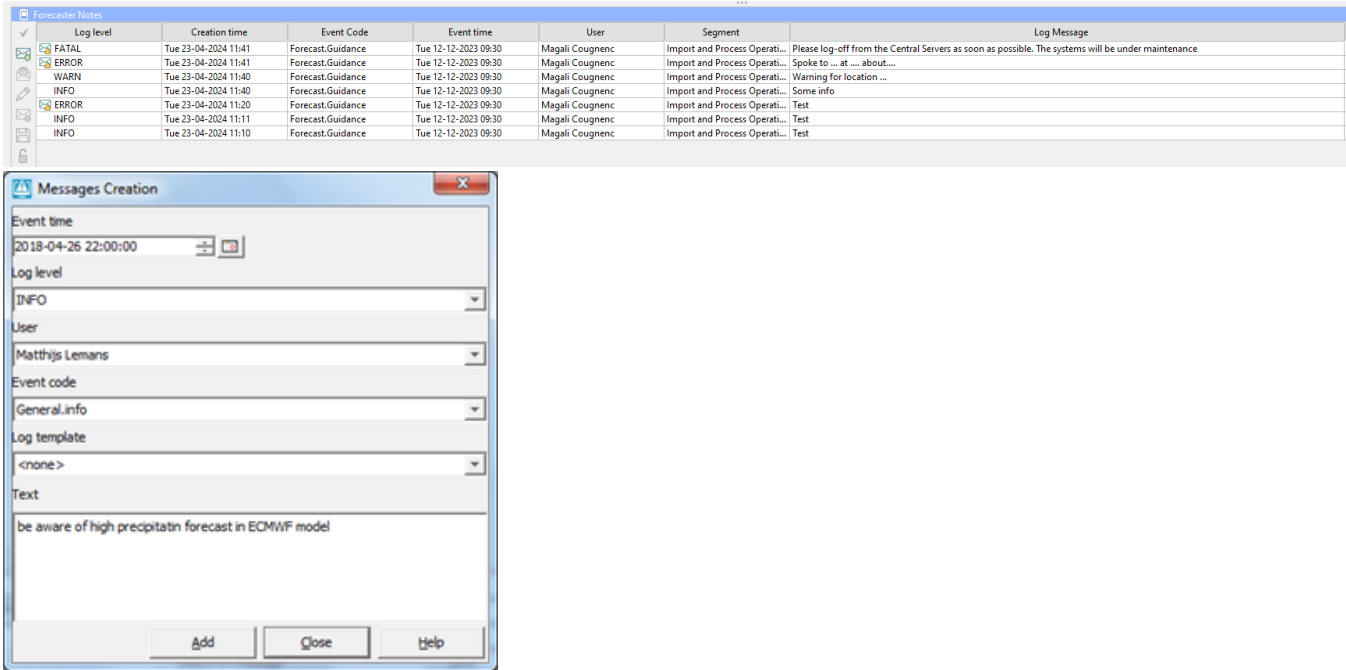 Forecaster Notes
Log level Creation time Event Code Event time User Segment Log Message
FATAL Tue 23-04-2024 11:41 Forecast.Guidance Tue 12-12-2023 09:30 Magali Cougnenc Import and Process Operati... Please log-off from the Central Servers as soon as possible. The systems will be under maintenance
ERROR Tue 23-04-2024 11:41 Forecast.Guidance Tue 12-12-2023 09:30 Magali Cougnenc Import and Process Operati... Spoke to ... at .... about....
WARN Tue 23-04-2024 11:40 Forecast.Guidance Tue 12-12-2023 09:30 Magali Cougnenc Import and Process Operati... Warning for location ...
INFO Tue 23-04-2024 11:40 Forecast.Guidance Tue 12-12-2023 09:30 Magali Cougnenc Import and Process Operati... Some info
ERROR Tue 23-04-2024 11:20 Forecast.Guidance Tue 12-12-2023 09:30 Magali Cougnenc Import and Process Operati... Test
INFO Tue 23-04-2024 11:11 Forecast.Guidance Tue 12-12-2023 09:30 Magali Cougnenc Import and Process Operati... Test
INFO Tue 23-04-2024 11:10 Forecast.Guidance Tue 12-12-2023 09:30 Magali Cougnenc Import and Process Operati... Test
Messages Creation
Event time
2018-04-26 22:00:00
Log level
INFO
User
Matthijs Lemans
Event code
General.info
Log template
<none>
Text
be aware of high precipitatin forecast in ECMWF model
Add Close Help